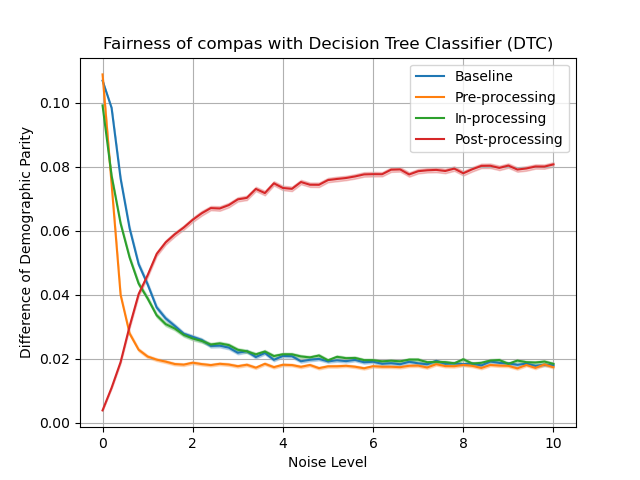 Fairness of compas with Decision Tree Classifier (DTC)
Baseline
Pre-processing
In-processing
Post-processing
Difference of Demographic Parity
0.10
0.08
0.06
0.04
0.02
0.00
0 2 4 6 8 10
Noise Level